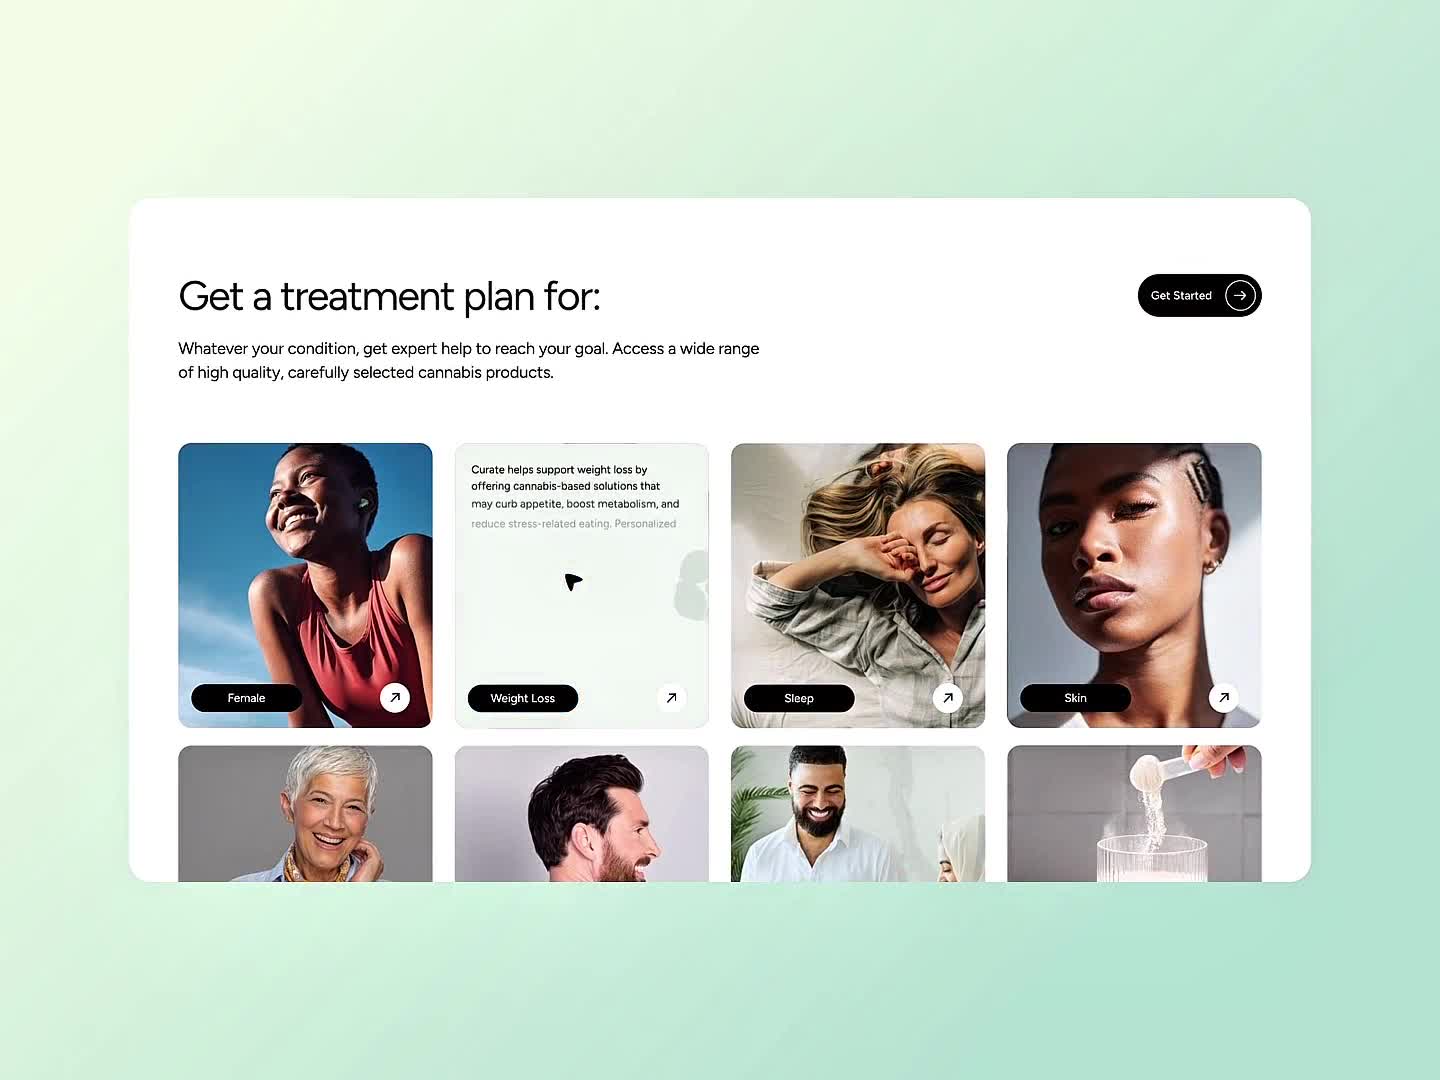 Get a treatment plan for:
Get Started
Whatever your condition, get expert help to reach your goal. Access a wide range
of high quality, carefully selected cannabis products.
Curate helps support weight loss by
offering cannabis-based solutions that
may curb appetite, boost metabolism, and
reduce stress-related eating. Personalized
Female
Weight Loss
Sleep
Skin